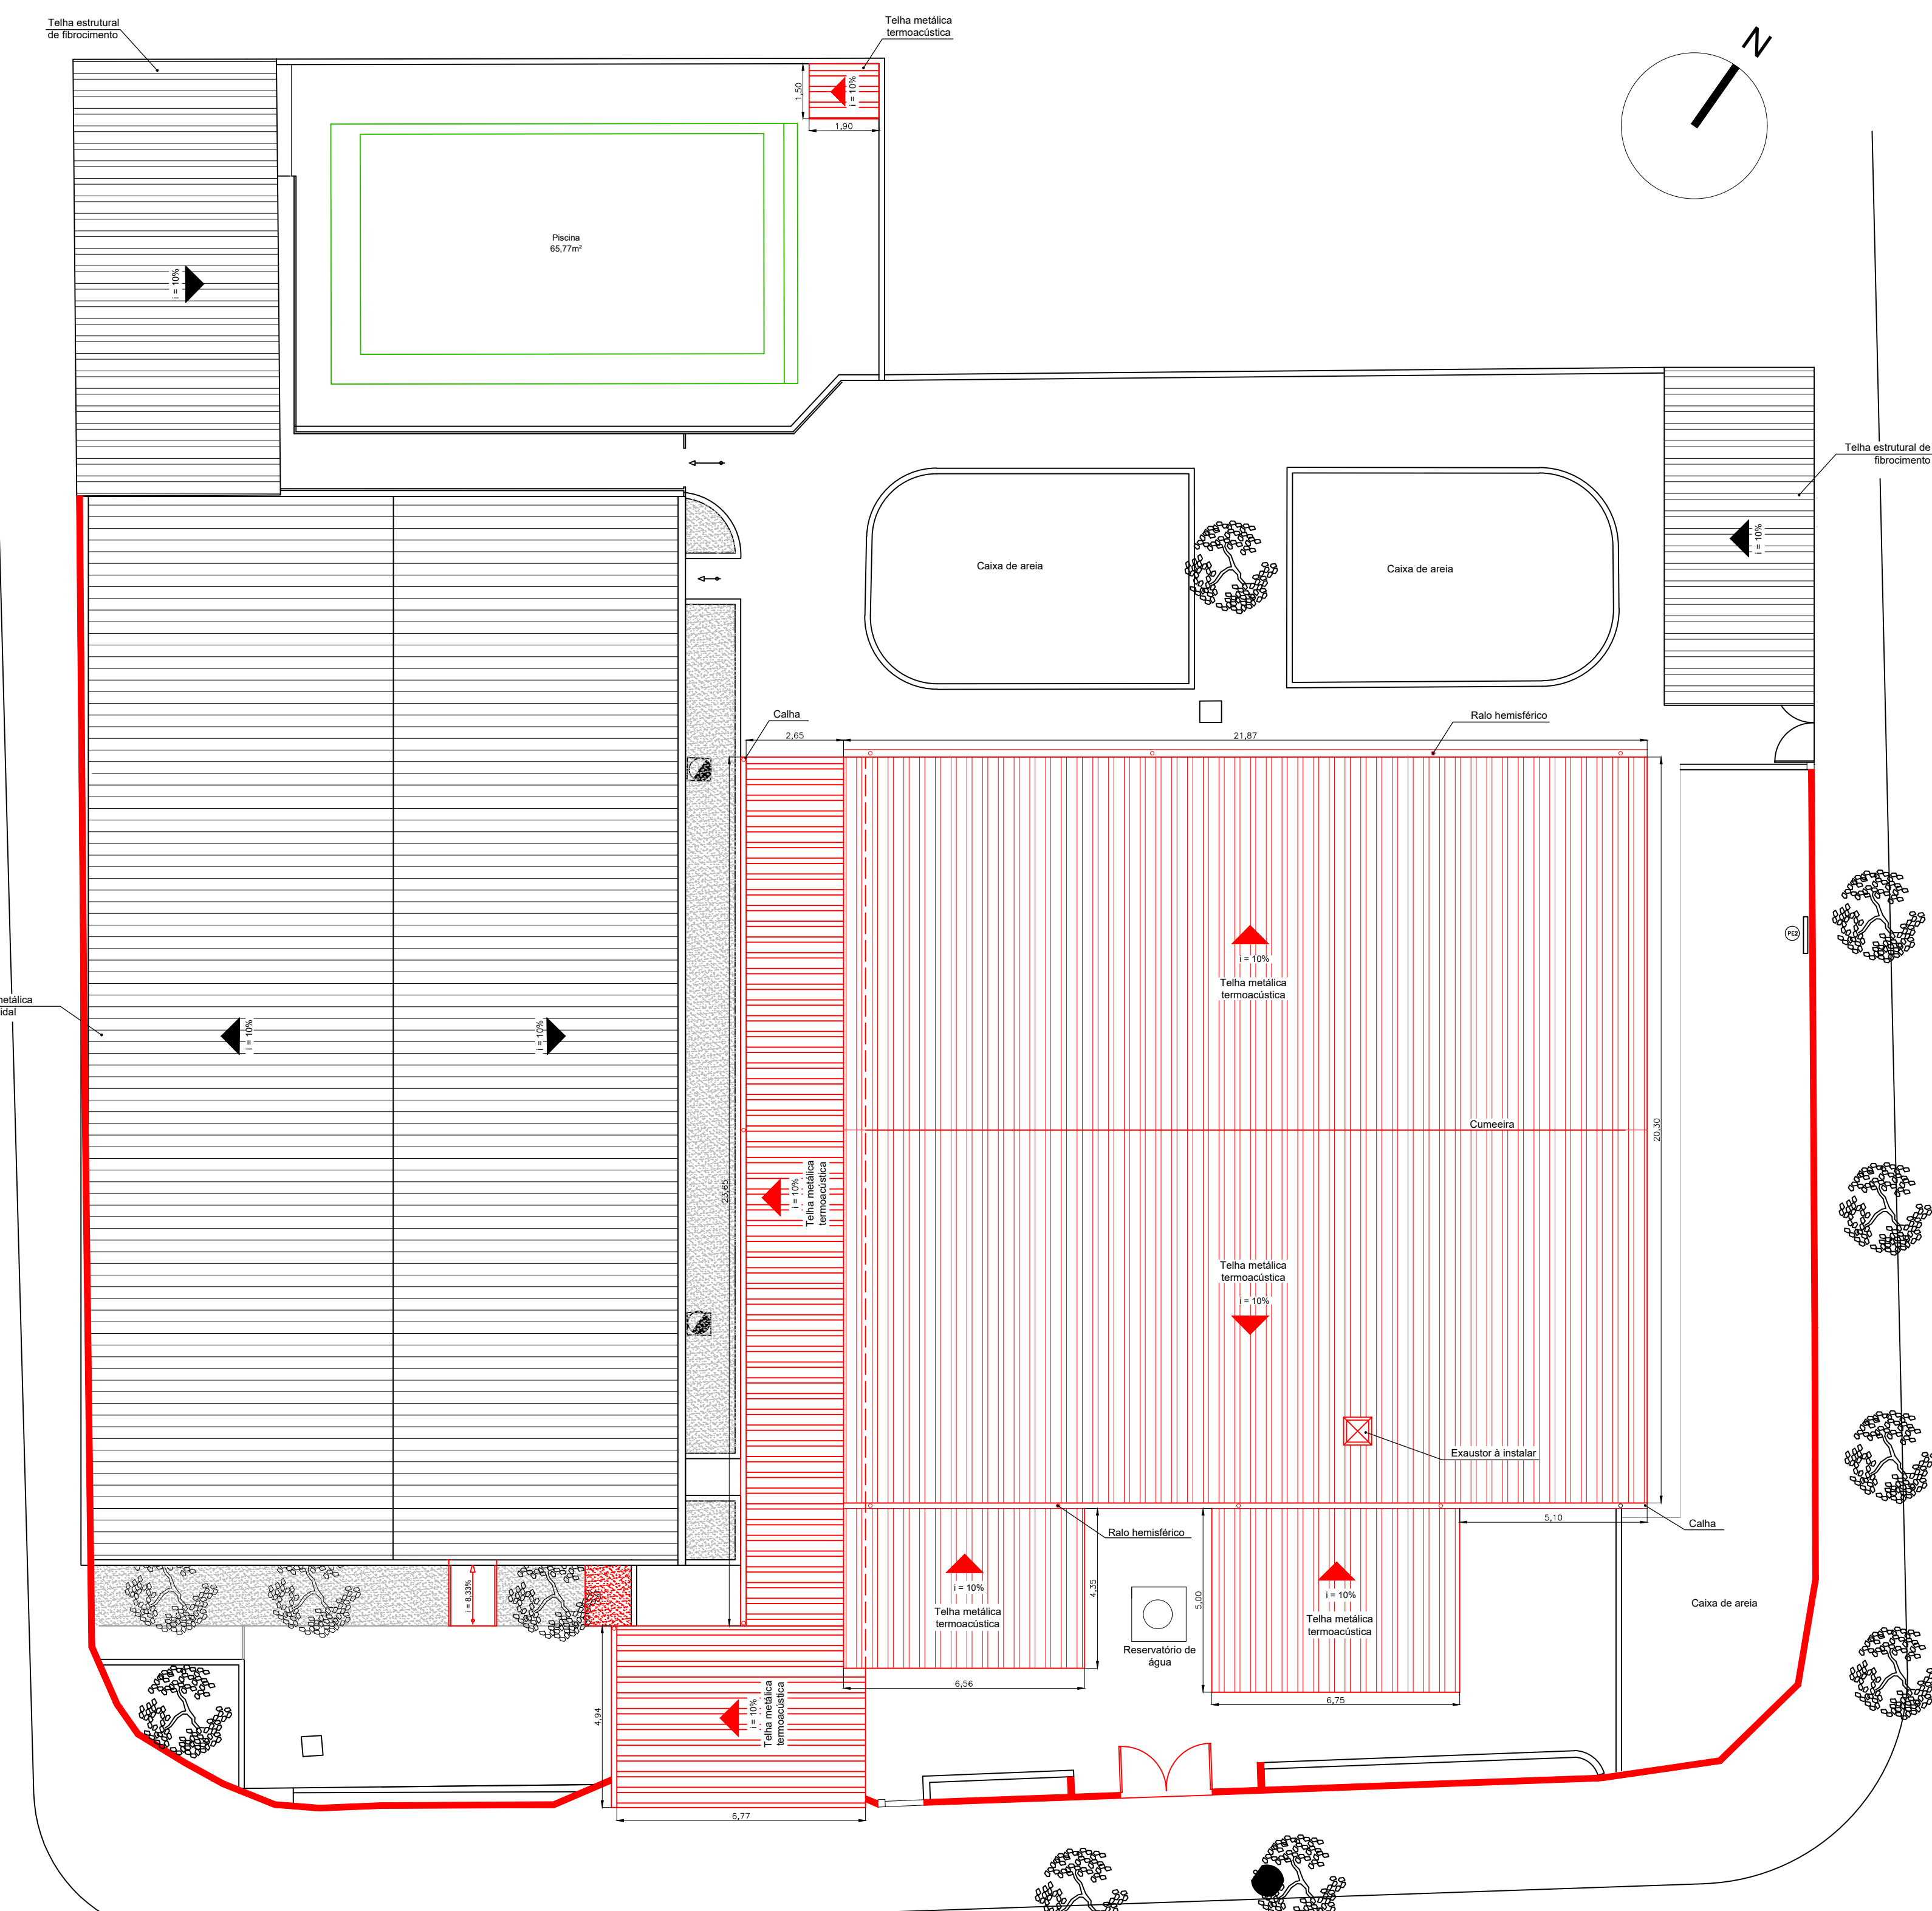 Telha estrutural
de fibrocimento
Telha metálica
termoacústica
N
1,50
i = 10%
1,90
Piscina
65,77m²
i = 10%
Telha estrutural de
fibrocimento
i = 10%
Caixa de areia
Caixa de areia
Calha
Ralo hemisférico
2,65
21,87
PE2
i = 10%
Telha metálica
termoacústica
etálica
idal
i = 10%
i = 10%
Cumeeira
20,30
23,65
i = 10%
Telha metálica
termoacústica
Telha metálica
termoacústica
i = 10%
Exaustor à instalar
5,10
Calha
Ralo hemisférico
i = 8,33%
i = 10%
Telha metálica
termoacústica
4,35
5,00
i = 10%
Telha metálica
termoacústica
Caixa de areia
Reservatório de
água
6,56
6,75
4,94
i = 10%
Telha metálica
termoacústica
6,77